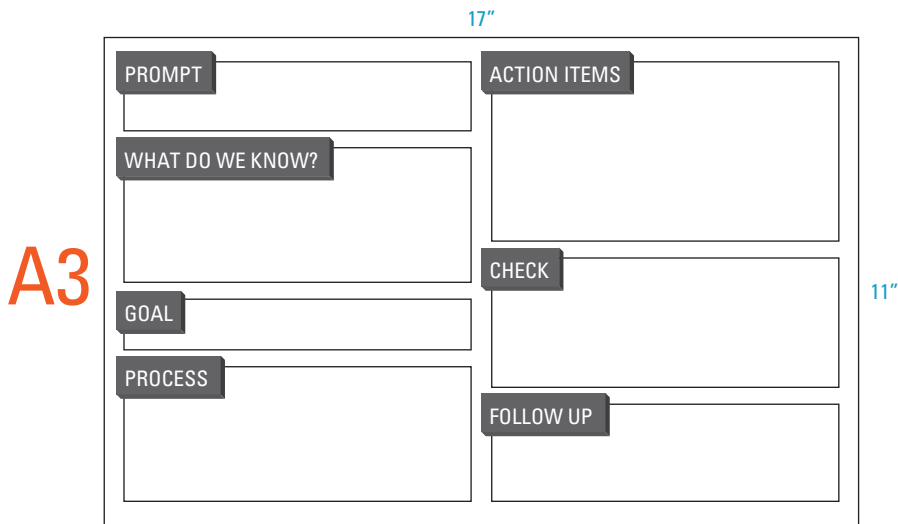 17”
A3
PROMPT
WHAT DO WE KNOW?
GOAL
PROCESS
ACTION ITEMS
CHECK
FOLLOW UP
11”